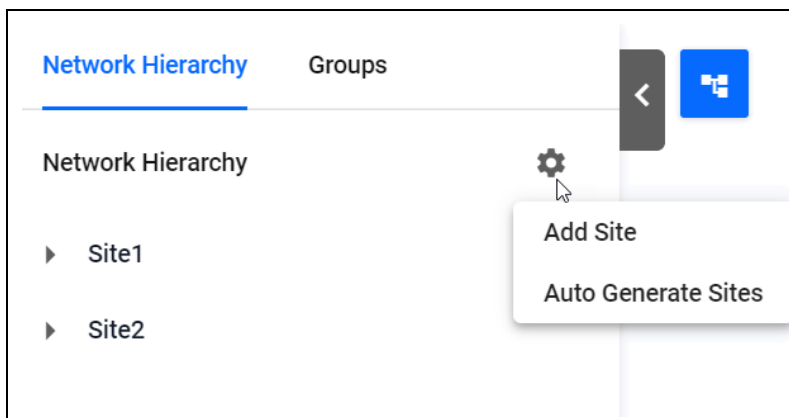 Network Hierarchy
Groups
Network Hierarchy
Add Site
Site1
Auto Generate Sites
Site2